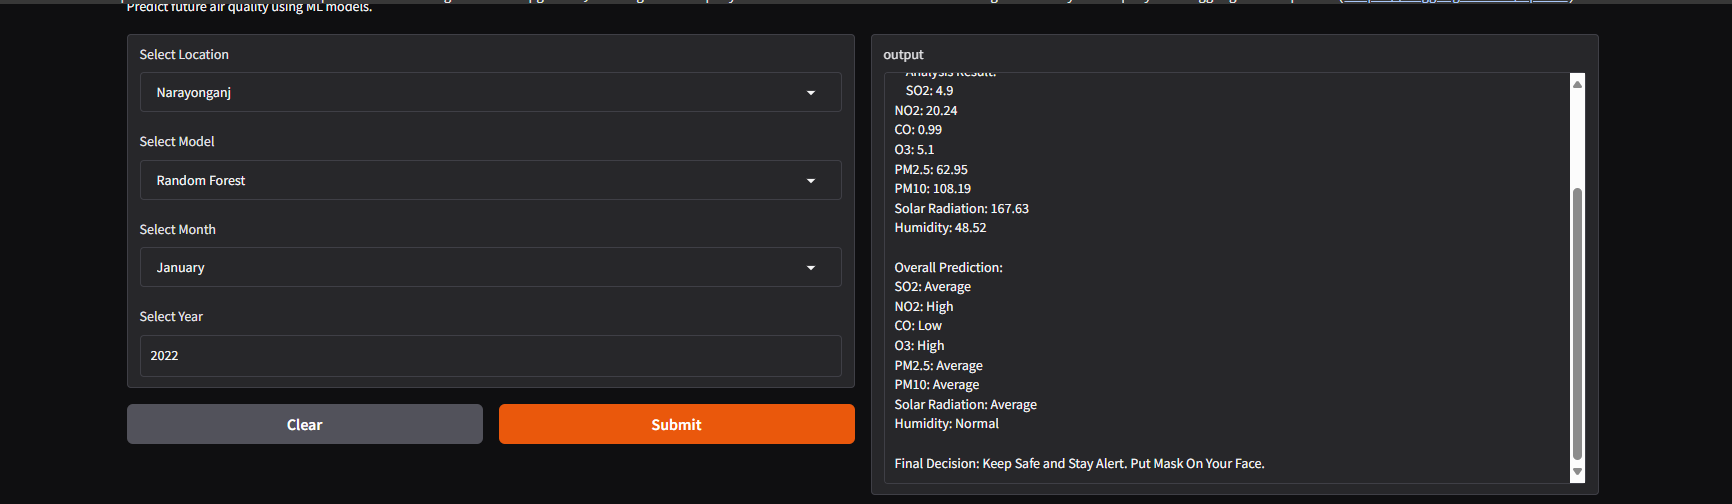 Predict future air quality using ML models.
Select Location
Narayonganj
Select Model
Random Forest
Select Month
January
Select Year
2022
Clear
Submit
output
Analysis Result:
SO2: 4.9
NO2: 20.24
CO: 0.99
O3: 5.1
PM2.5: 62.95
PM10: 108.19
Solar Radiation: 167.63
Humidity: 48.52
Overall Prediction:
SO2: Average
NO2: High
CO: Low
O3: High
PM2.5: Average
PM10: Average
Solar Radiation: Average
Humidity: Normal
Final Decision: Keep Safe and Stay Alert. Put Mask On Your Face.